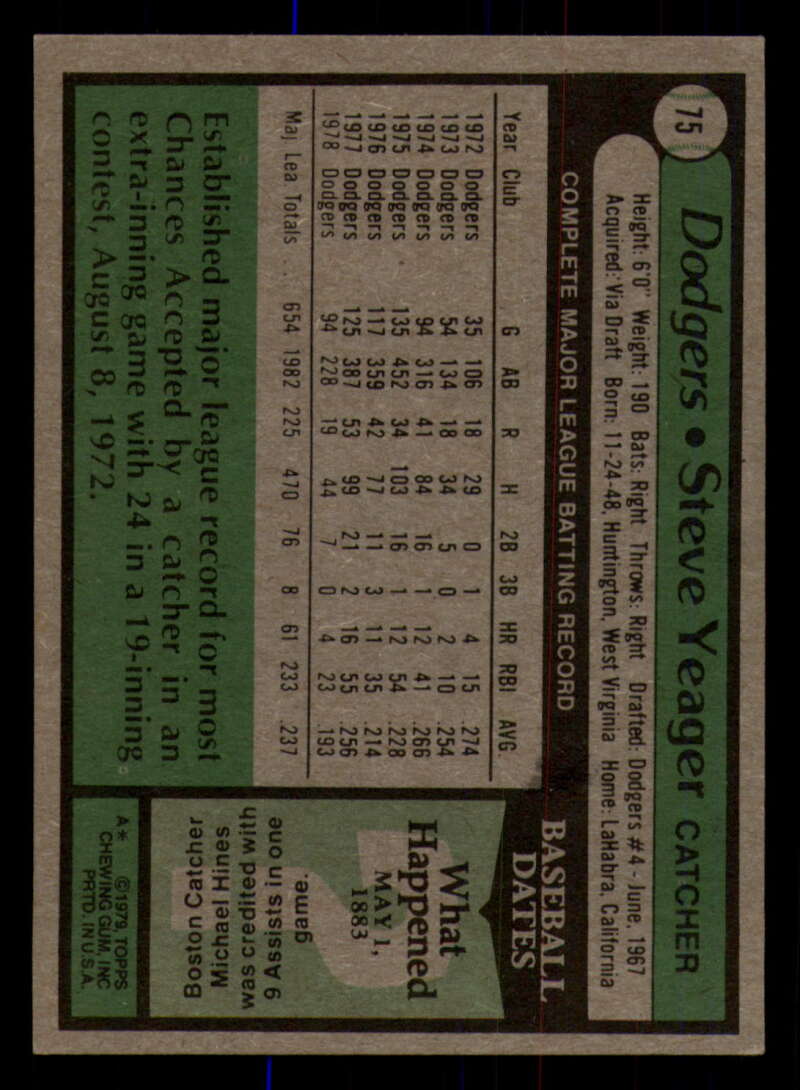 75
Dodgers • Steve Yeager CATCHER
Height: 6'0" Weight: 190 Bats: Right Throws: Right Drafted: Dodgers #4 - June, 1967
Acquired: Via Draft Born: 11-24-48, Huntington, West Virginia Home: LaHabra, California
COMPLETE MAJOR LEAGUE BATTING RECORD
Year Club G AB R H 2B 3B HR RBI AVG.
1972 Dodgers 35 106 18 29 0 1 4 15 .274
1973 Dodgers 54 134 18 34 5 0 2 10 .254
1974 Dodgers 94 316 41 84 16 1 12 41 .266
1975 Dodgers 135 452 34 103 16 1 12 54 .228
1976 Dodgers 117 359 42 77 11 3 11 35 .214
1977 Dodgers 125 387 53 99 21 2 16 55 .256
1978 Dodgers 94 228 19 44 7 0 4 23 .193
Maj Lea Totals . . 654 1982 225 470 76 8 61 233 .237
Established major league record for most
Chances Accepted by a catcher in an
extra-inning game with 24 in a 19-inning
contest, August 8, 1972.
BASEBALL
DATES
What
Happened
MAY 1,
1883
Boston Catcher
Michael Hines
was credited with
9 Assists in one
game.
A* © 1979, TOPPS
CHEWING GUM, INC
PRTD. IN U.S.A.